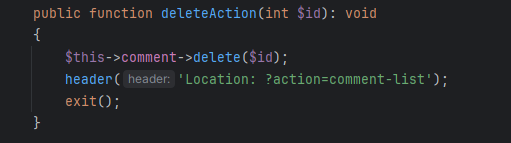 public function deleteAction(int $id): void
{
$this->comment->delete($id);
header(header: 'Location: ?action=comment-list');
exit();
}